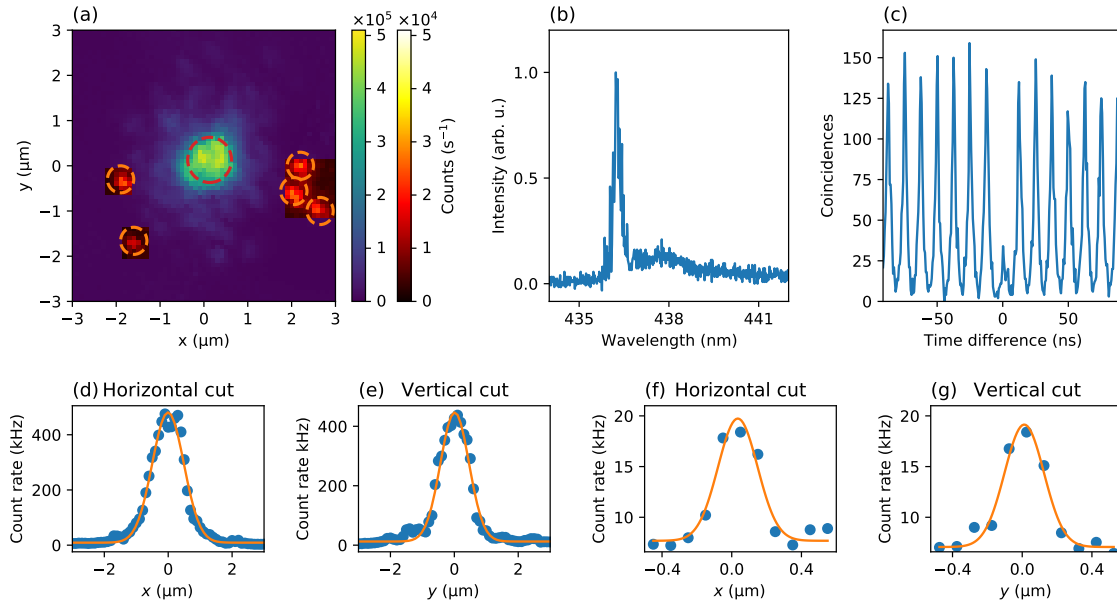 (a)
×10⁵ ×10⁴
3
2
1
0
−1
−2
−3
y (μm)
−3 −2 −1 0 1 2 3
x (μm)
5
4
3
2
1
0
5
4
3
2
1
0
Counts (s⁻¹)
(b)
1.0
0.5
0.0
Intensity (arb. u.)
435 438 441
Wavelength (nm)
(c)
150
125
100
75
50
25
0
Coincidences
−50 0 50
Time difference (ns)
(d) Horizontal cut
400
200
0
Count rate (kHz)
−2 0 2
x (μm)
(e) Vertical cut
400
200
0
Count rate kHz)
−2 0 2
y (μm)
(f) Horizontal cut
20
15
10
Count rate (kHz)
−0.4 0.0 0.4
x (μm)
(g) Vertical cut
20
15
10
Count rate (kHz)
−0.4 0.0 0.4
y (μm)